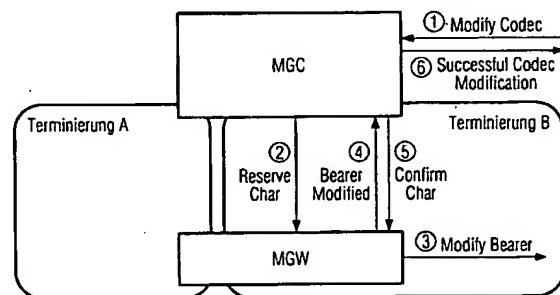 ① Modify Codec
MGC
⑥ Successful Codec
Modification
Terminierung A
Terminierung B
②
Reserve
Char
④
Bearer
Modified
⑤
Confirm
Char
MGW
③ Modify Bearer